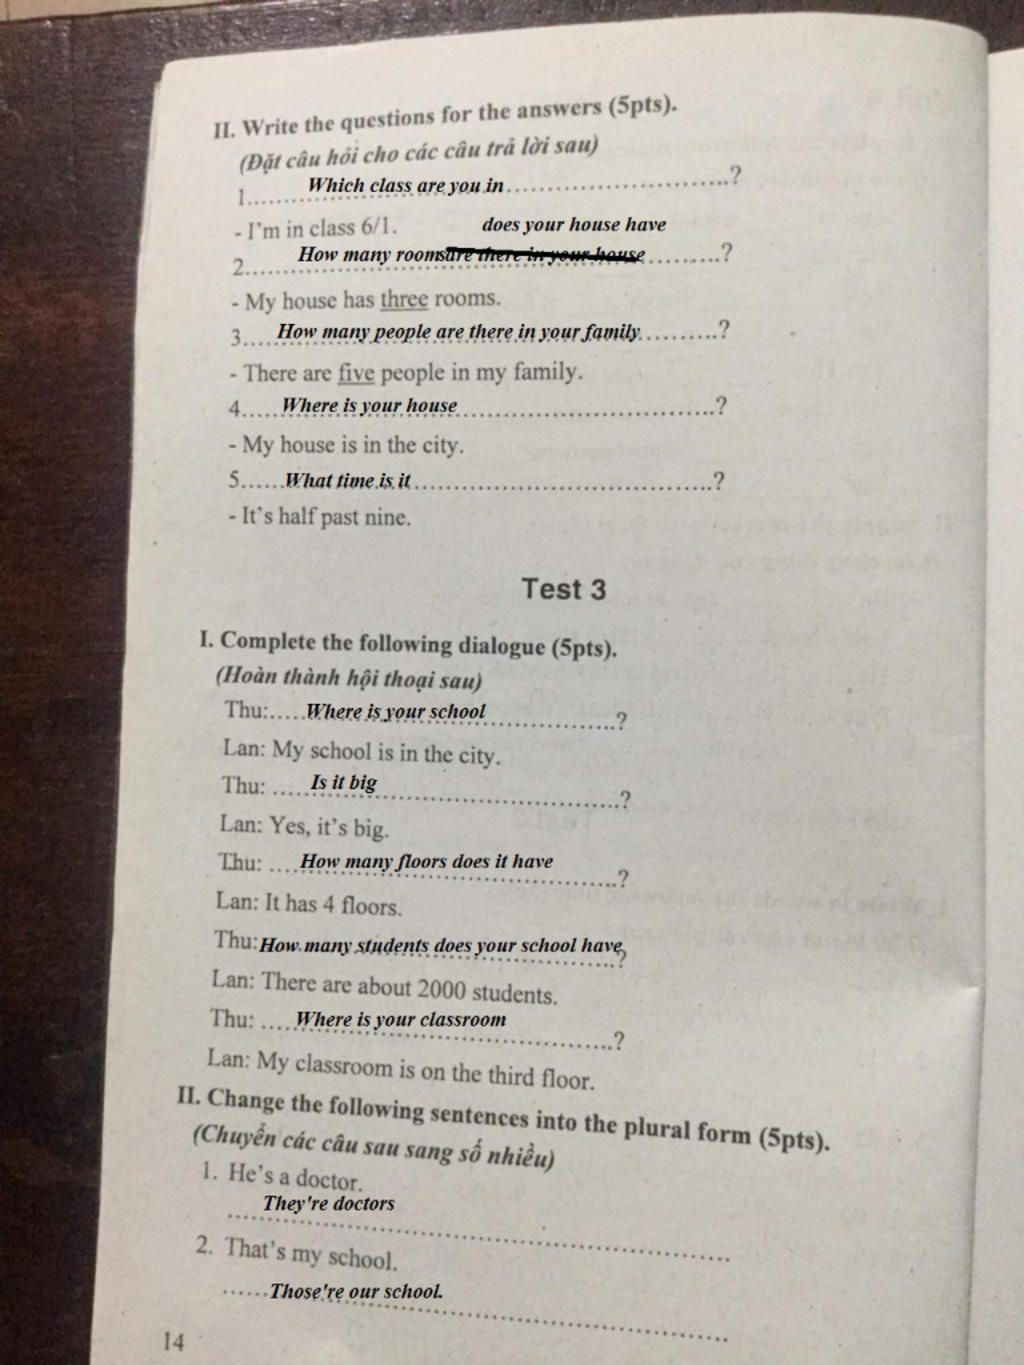 II. Write the questions for the answers (5pts).
(Đặt câu hỏi cho các câu trả lời sau)
1............ Which class are you in ..............................?
- I'm in class 6/1.
does your house have
2......... How many rooms are there in your house ..........?
- My house has three rooms.
3..... How many people are there in your family ...........?
- There are five people in my family.
4..... Where is your house ........................................?
- My house is in the city.
5...... What time is it ..............................................?
- It's half past nine.
Test 3
I. Complete the following dialogue (5pts).
(Hoàn thành hội thoại sau)
Thu:..... Where is your school ....................?
Lan: My school is in the city.
Thu: ..... Is it big ......................................?
Lan: Yes, it's big.
Thu: .... How many floors does it have ..........?
Lan: It has 4 floors.
Thu: How many students does your school have ......?
Lan: There are about 2000 students.
Thu: .... Where is your classroom ..................?
Lan: My classroom is on the third floor.
II. Change the following sentences into the plural form (5pts).
(Chuyển các câu sau sang số nhiều)
1. He's a doctor.
They're doctors
2. That's my school.
...... Those're our school.
14